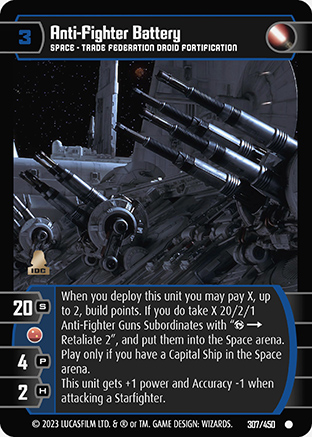 3 Anti-Fighter Battery
SPACE - TRADE FEDERATION DROID FORTIFICATION
IDC
When you deploy this unit you may pay X, up
to 2, build points. If you do take X 20/2/1
20 S
Anti-Fighter Guns Subordinates with “ →
Retaliate 2”, and put them into the Space arena.
Play only if you have a Capital Ship in the Space
4 P
arena.
This unit gets +1 power and Accuracy -1 when
2 H
attacking a Starfighter.
© 2023 LUCASFILM LTD. & ® or TM. GAME DESIGN: WIZARDS. 307/450